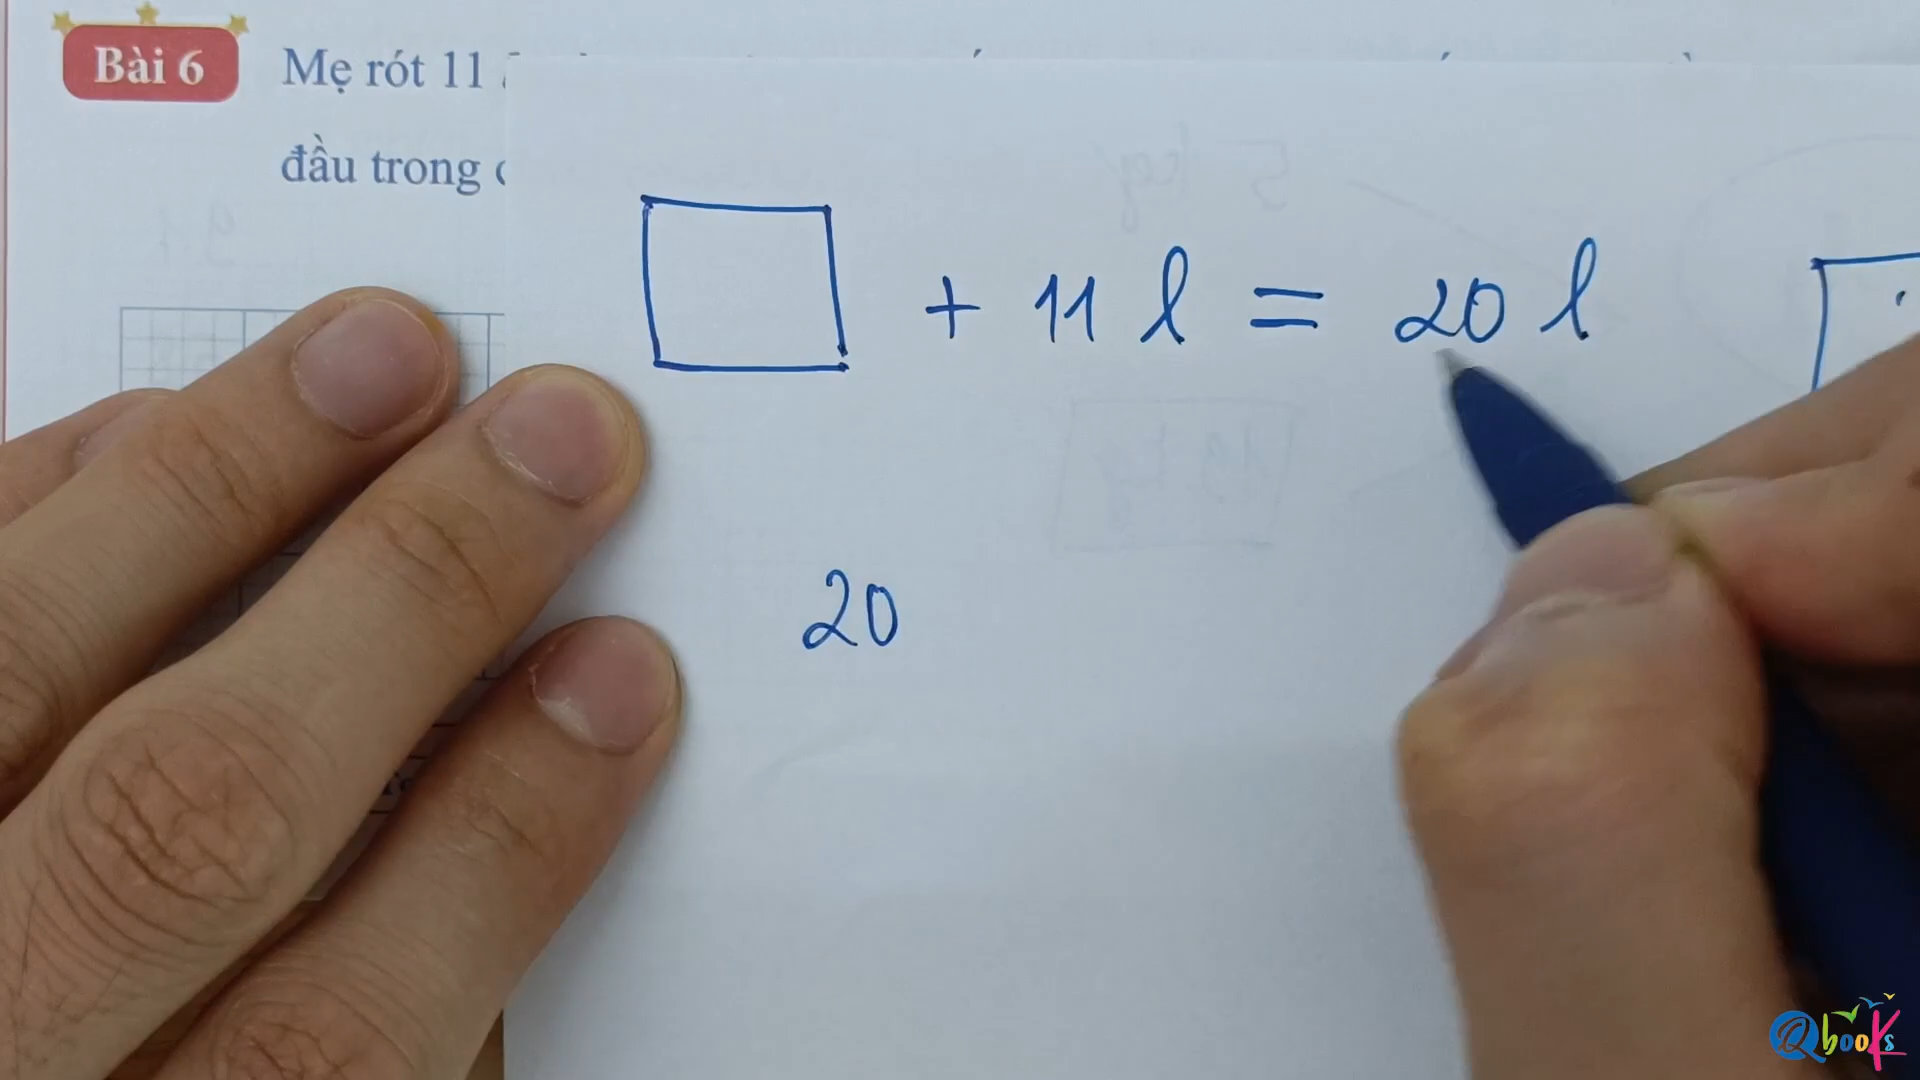 Bài 6 Mẹ rót 11
đầu trong
+ 11 l = 20 l
20
Qbooks